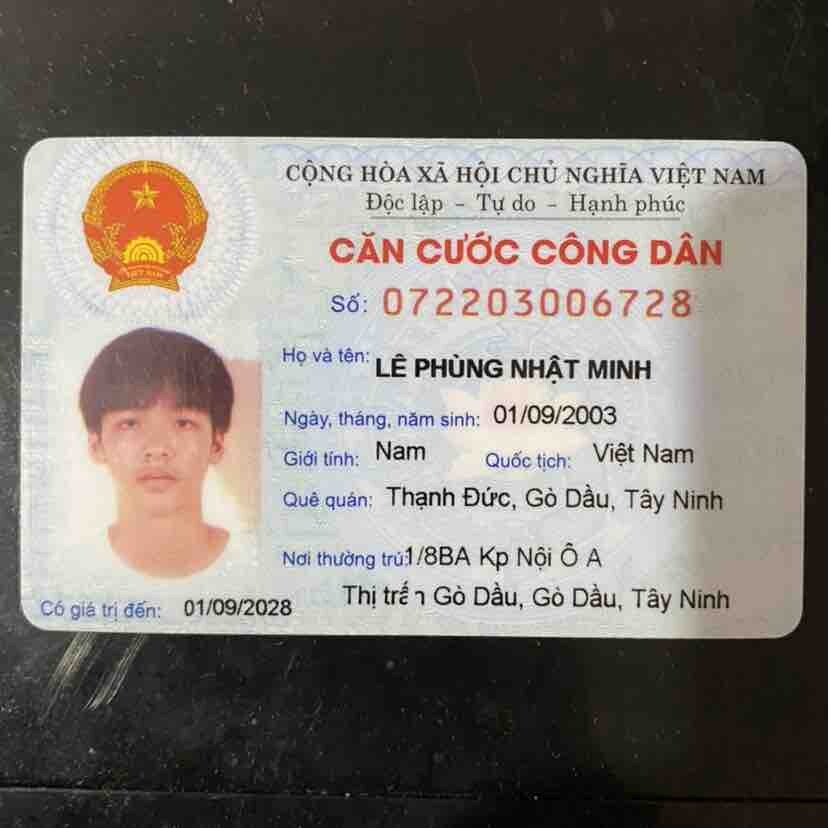 CỘNG HÒA XÃ HỘI CHỦ NGHĨA VIỆT NAM
Độc lập - Tự do - Hạnh phúc
CĂN CƯỚC CÔNG DÂN
Số: 072203006728
Họ và tên: LÊ PHÙNG NHẬT MINH
Ngày, tháng, năm sinh: 01/09/2003
Giới tính: Nam Quốc tịch: Việt Nam
Quê quán: Thạnh Đức, Gò Dầu, Tây Ninh
Nơi thường trú: 1/8BA Kp Nội Ô A
Thị trấn Gò Dầu, Gò Dầu, Tây Ninh
Có giá trị đến: 01/09/2028
VIỆT NAM